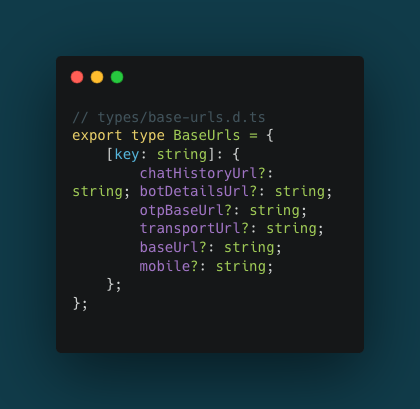 // types/base-urls.d.ts
export type BaseUrls = {
    [key: string]: {
        chatHistoryUrl?:
string; botDetailsUrl?: string;
        otpBaseUrl?: string;
        transportUrl?: string;
        baseUrl?: string;
        mobile?: string;
    };
};